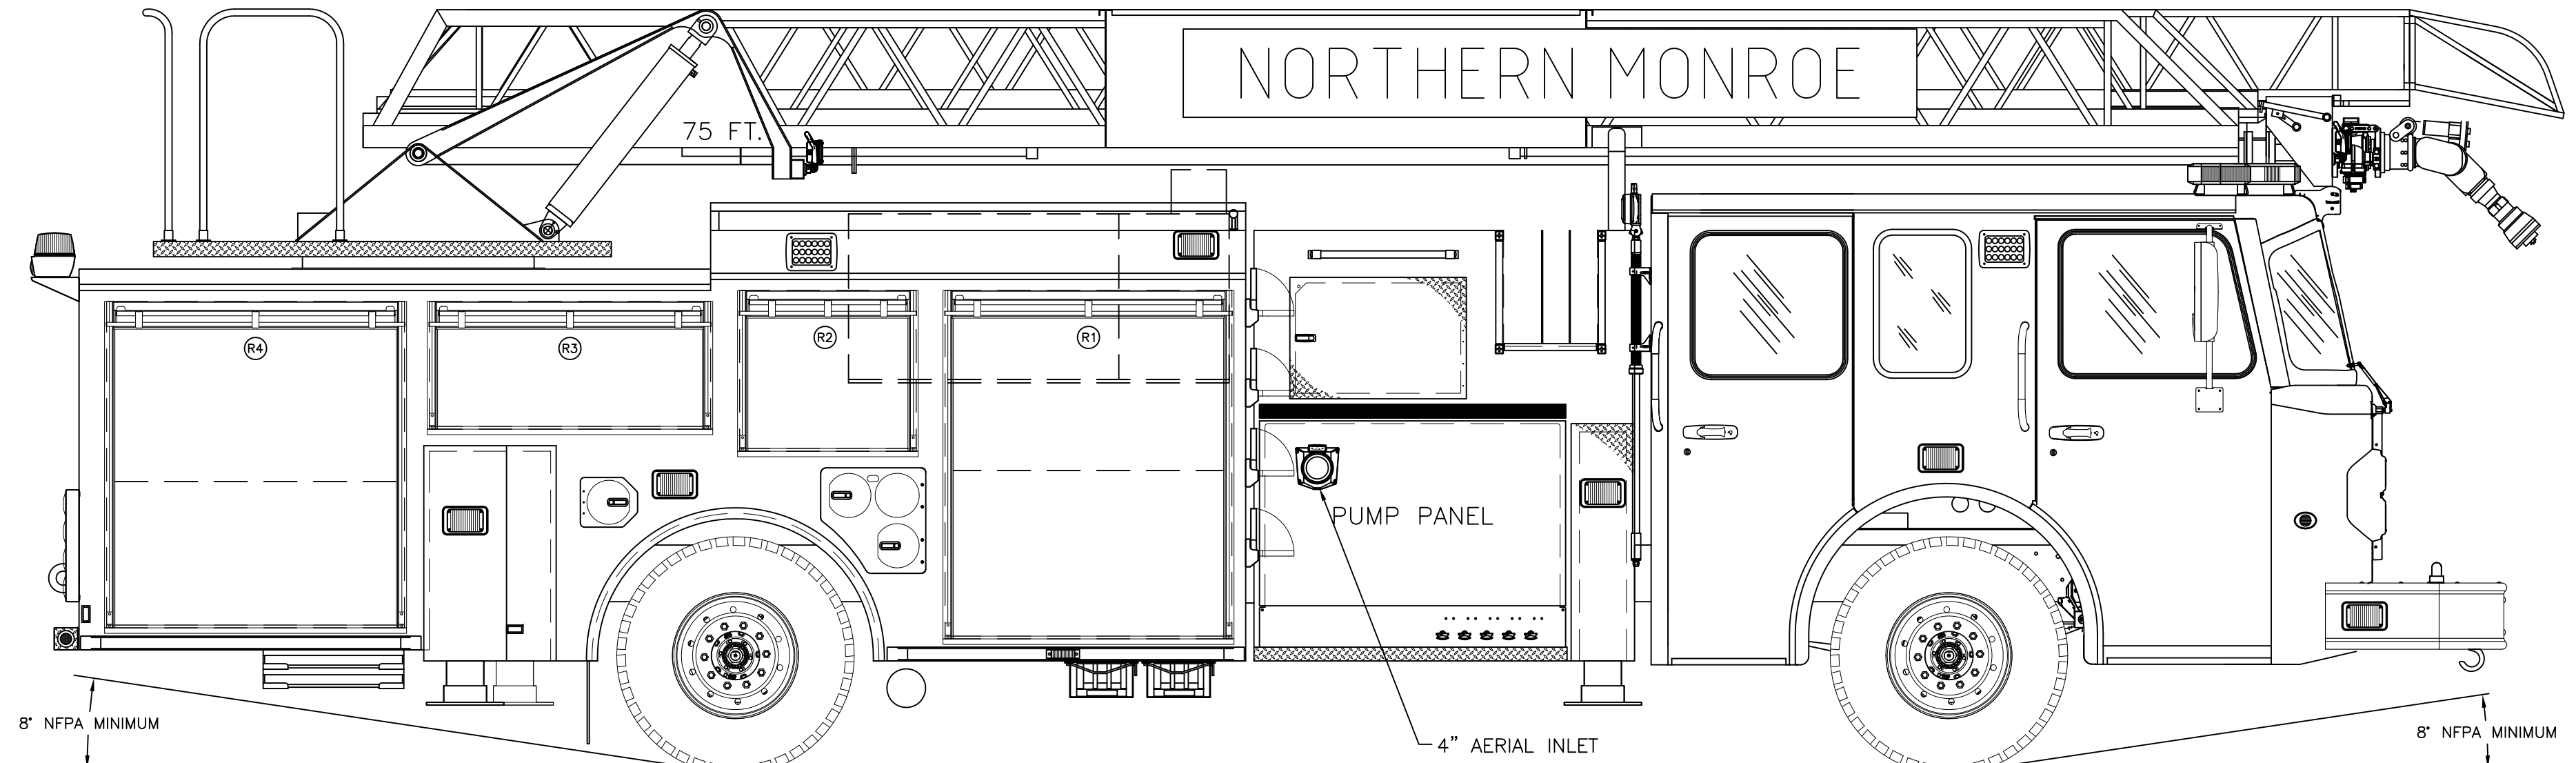 NORTHERN MONROE
75 FT.
R4
R3
R2
R1
PUMP PANEL
8° NFPA MINIMUM
4" AERIAL INLET
8° NFPA MINIMUM